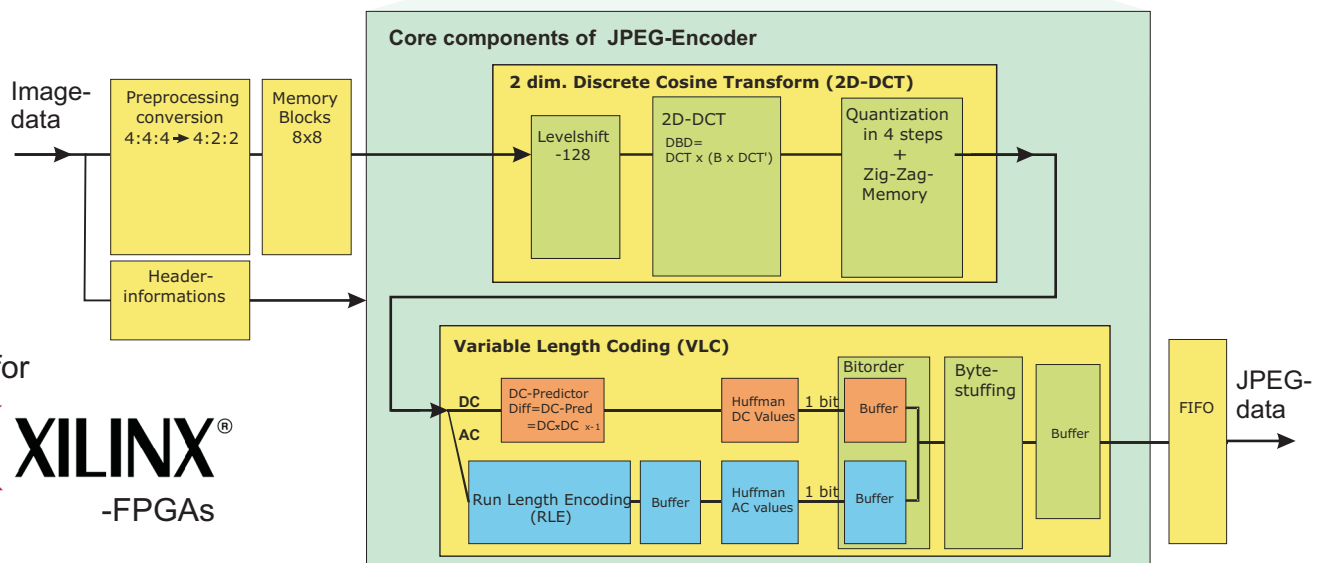 Core components of JPEG-Encoder
2 dim. Discrete Cosine Transform (2D-DCT)
Image-
data
Preprocessing
conversion
4:4:4 → 4:2:2
Memory
Blocks
8x8
Levelshift
-128
2D-DCT
DBD=
DCT x (B x DCT')
Quantization
in 4 steps
+
Zig-Zag-
Memory
Header-
informations
for
XILINX®
-FPGAs
Variable Length Coding (VLC)
DC
AC
DC-Predictor
Diff=DC-Pred
=DCxDC x-1
Huffman
DC Values
1 bit
Bitorder
Buffer
Run Length Encoding
(RLE)
Buffer
Huffman
AC values
1 bit
Buffer
Byte-
stuffing
Buffer
FIFO
JPEG-
data